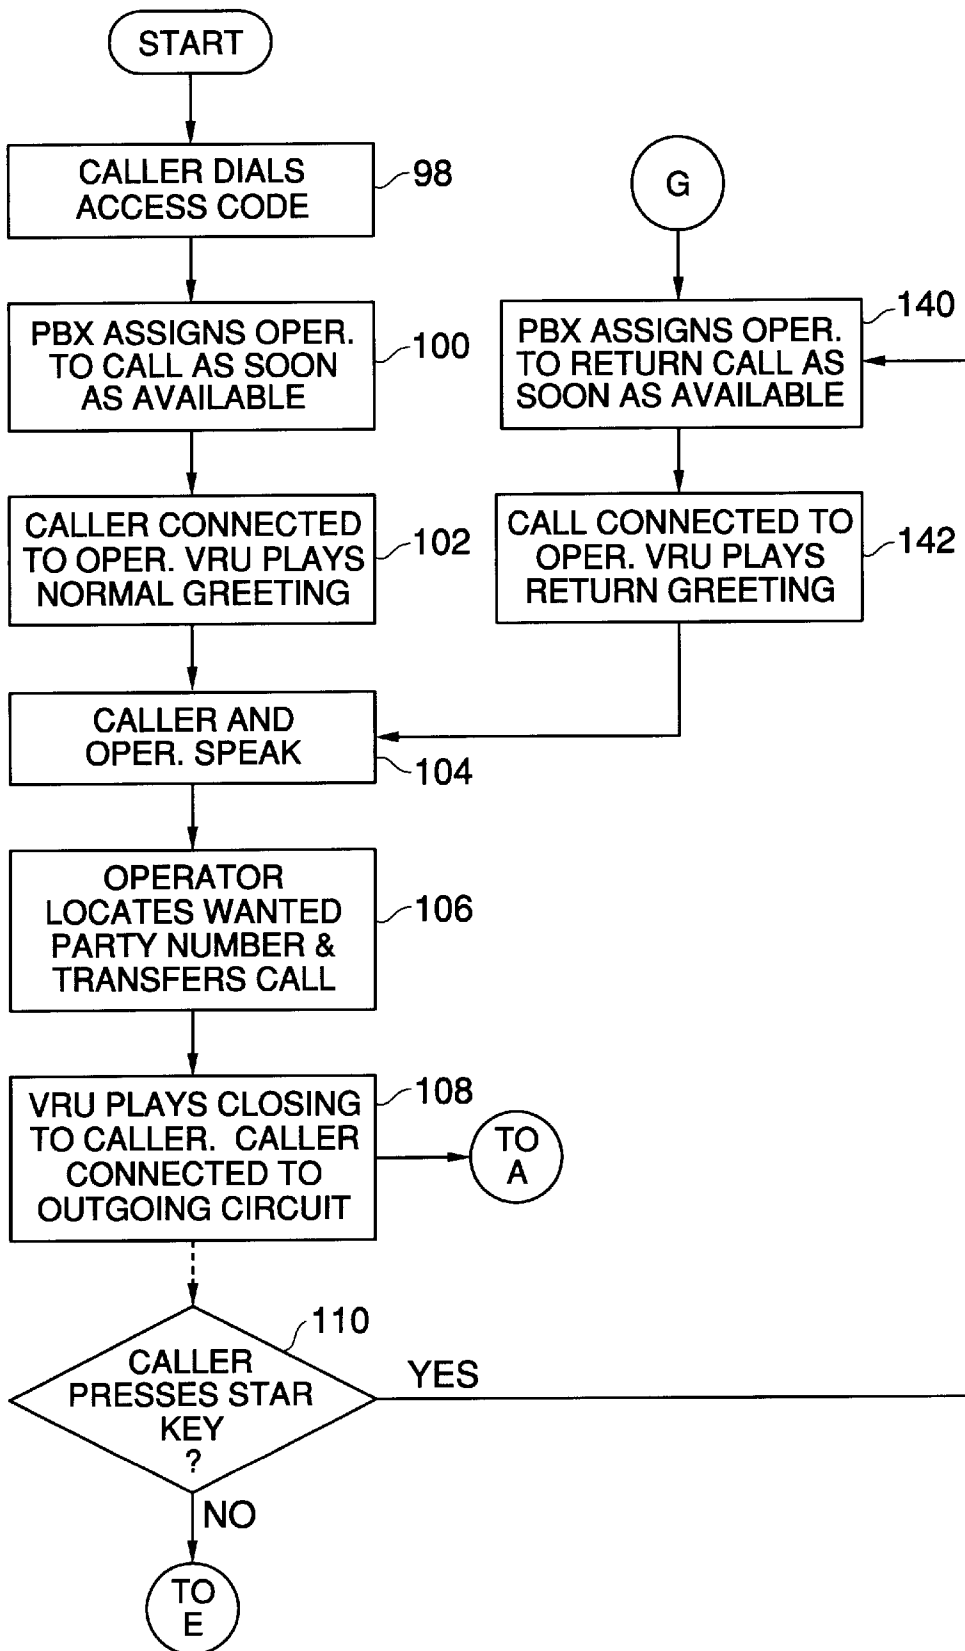 START
CALLER DIALS
ACCESS CODE
98
PBX ASSIGNS OPER.
TO CALL AS SOON
AS AVAILABLE
100
CALLER CONNECTED
TO OPER. VRU PLAYS
NORMAL GREETING
102
G
PBX ASSIGNS OPER.
TO RETURN CALL AS
SOON AS AVAILABLE
140
CALL CONNECTED TO
OPER. VRU PLAYS
RETURN GREETING
142
CALLER AND
OPER. SPEAK
104
OPERATOR
LOCATES WANTED
PARTY NUMBER &
TRANSFERS CALL
106
VRU PLAYS CLOSING
TO CALLER. CALLER
CONNECTED TO
OUTGOING CIRCUIT
108
TO
A
CALLER
PRESSES STAR
KEY
?
110
YES
NO
TO
E